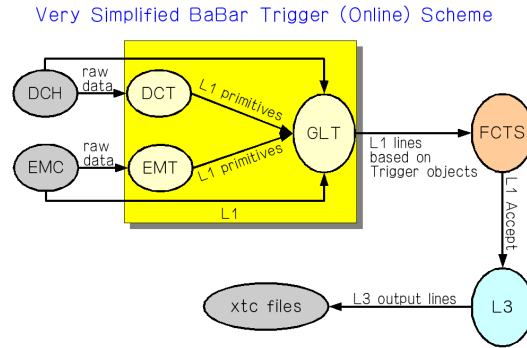 Very Simplified BaBar Trigger (Online) Scheme
DCH
raw
data
DCT
L1 primitives
GLT
L1 lines
based on
Trigger objects
FCTS
EMC
raw
data
EMT
L1 primitives
L1
L1 Accept
xtc files
L3 output lines
L3